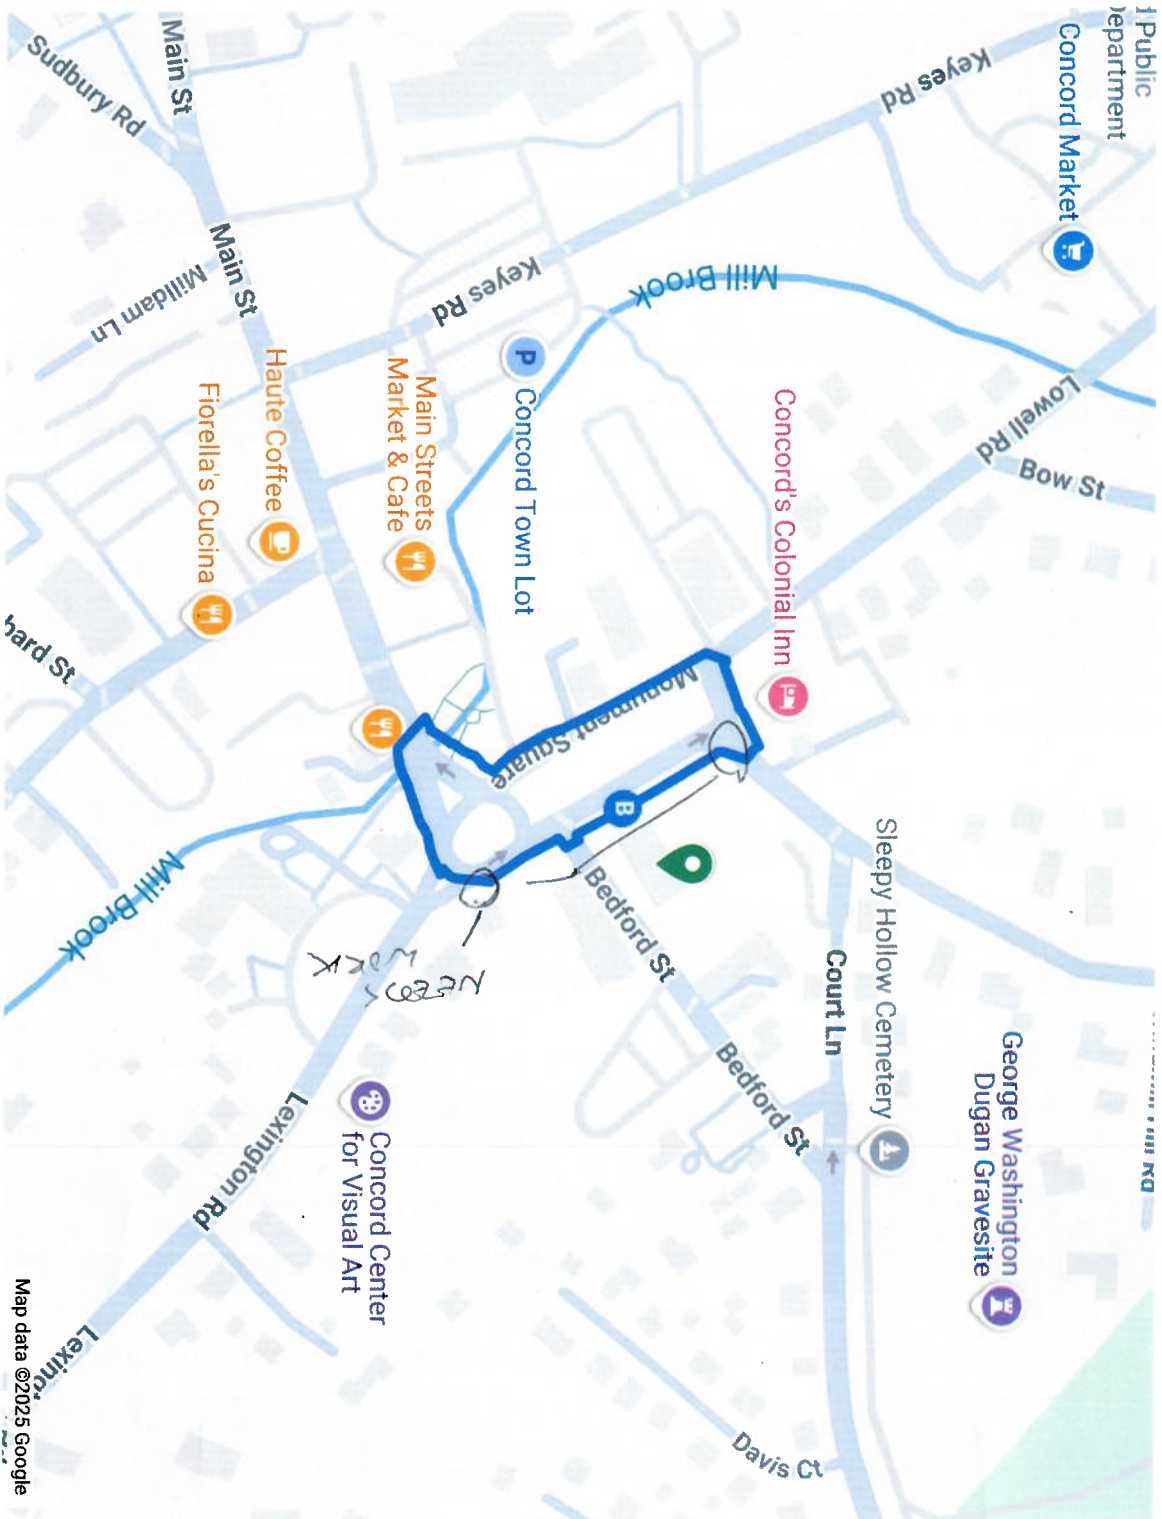 Public
Department
Concord Market
Keyes Rd
Main St
Sudbury Rd
Mill Brook
Lowell Rd
Bow St
Keyes Rd
Main St
Milldam Ln
P
Concord Town Lot
Concord's Colonial Inn
Main Streets
Market & Cafe
Haute Coffee
Fiorella's Cucina
Monument Square
B
Sleepy Hollow Cemetery
Bedford St
Court Ln
Mill Brook
George Washington
Dugan Gravesite
Bedford St
NEEDS
WORK
Concord Center
for Visual Art
Lexington Rd
Davis Ct
Map data ©2025 Google